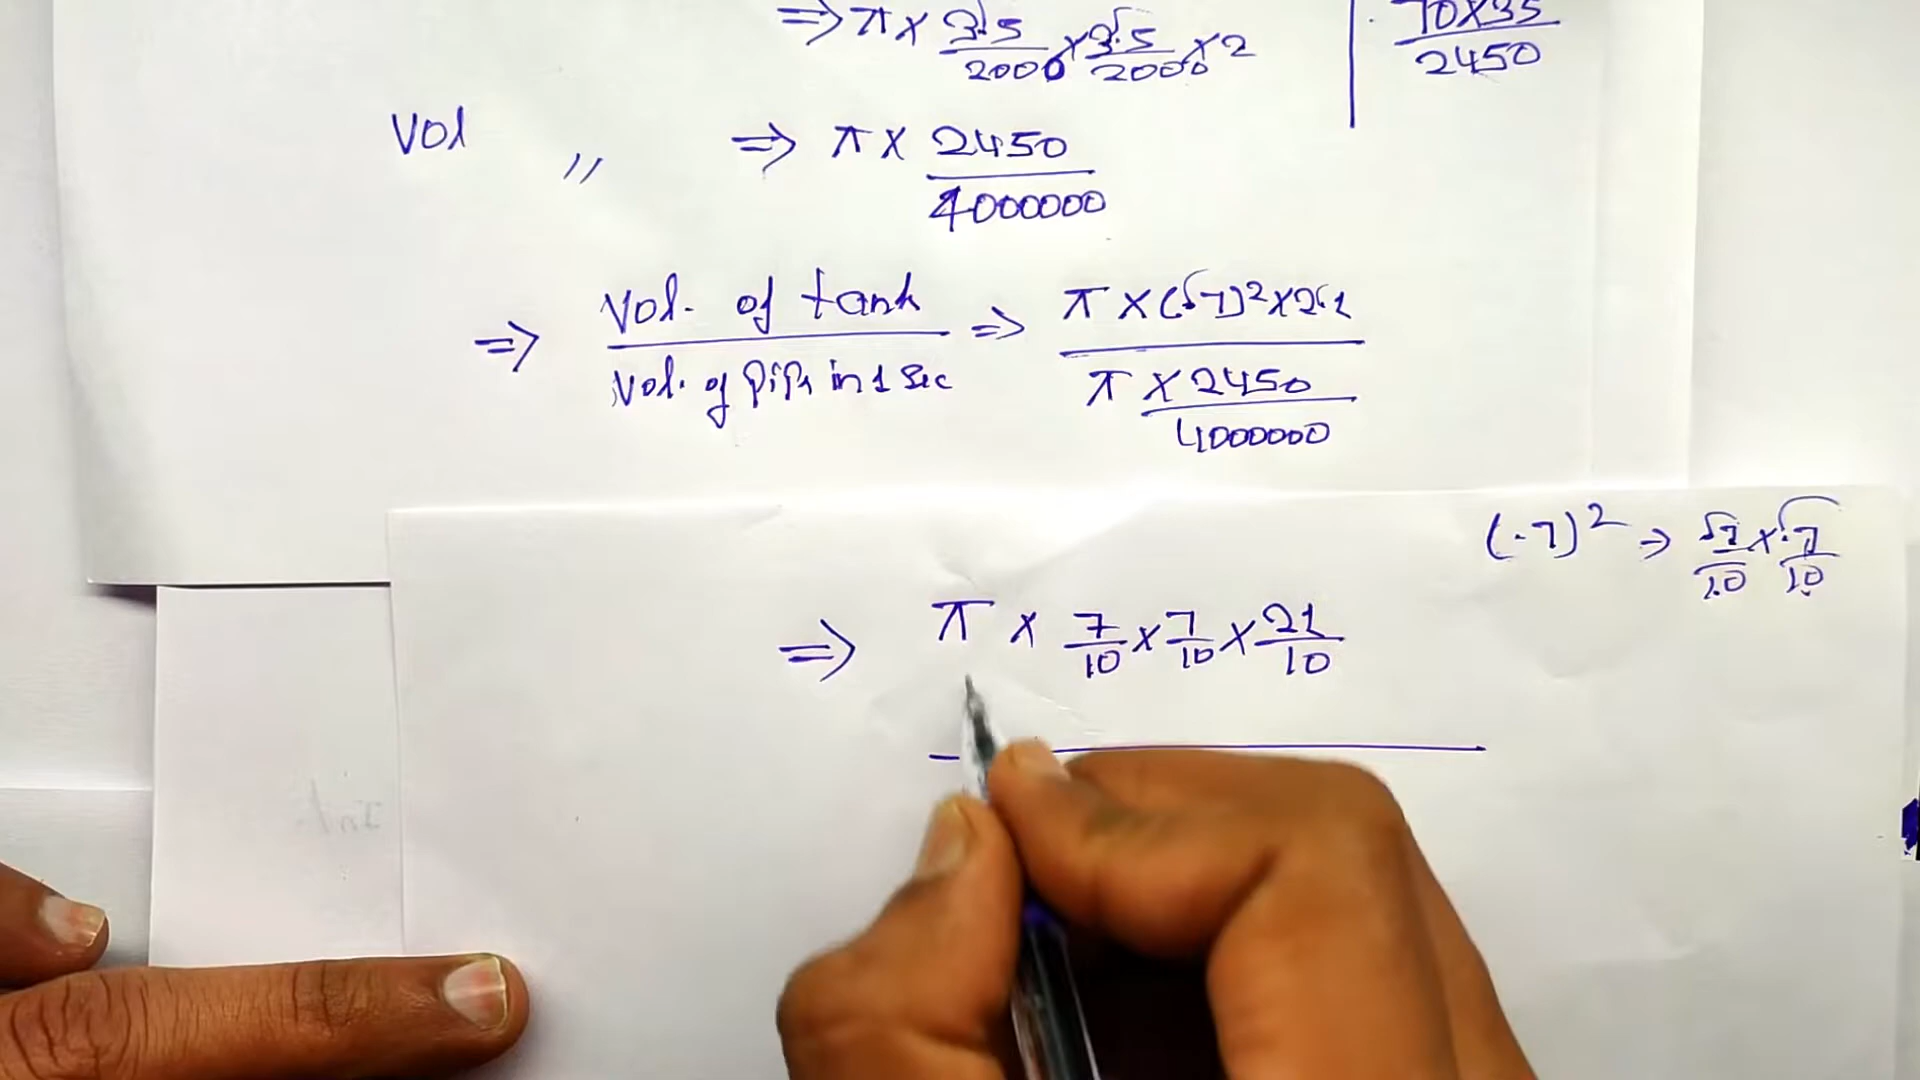 ⇒ π × 3.5/2000 × 3.5/2000 × 2
70×35
2450
Vol " ⇒ π × 2450/4000000
⇒ Vol. of tank / Vol. of pipe in 1 Sec ⇒ π × (.7)² × 2.1 / π × 2450/4000000
(.7)² ⇒ .7/10 × .7/10
⇒ π × 7/10 × 7/10 × 21/10